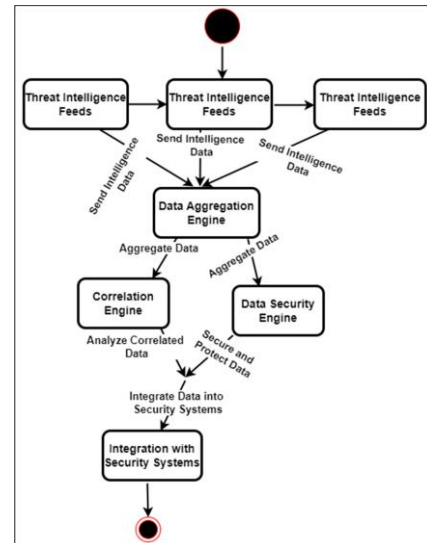 Threat Intelligence
Feeds
Threat Intelligence
Feeds
Threat Intelligence
Feeds
Send Intelligence
Data
Send Intelligence
Data
Send Intelligence
Data
Data Aggregation
Engine
Aggregate Data
Aggregate Data
Correlation
Engine
Data Security
Engine
Analyze Correlated
Data
Secure and
Protect Data
Integrate Data into
Security Systems
Integration with
Security Systems